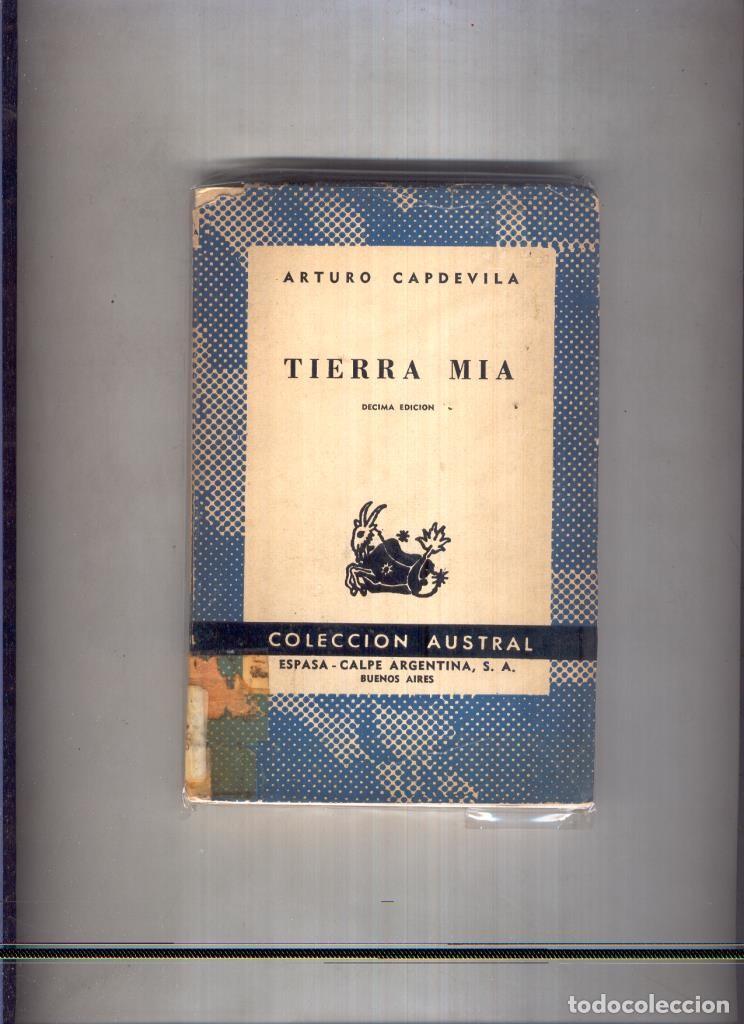 ARTURO CAPDEVILA
TIERRA MIA
DECIMA EDICION
COLECCION AUSTRAL
ESPASA - CALPE ARGENTINA, S. A.
BUENOS AIRES
todocoleccion